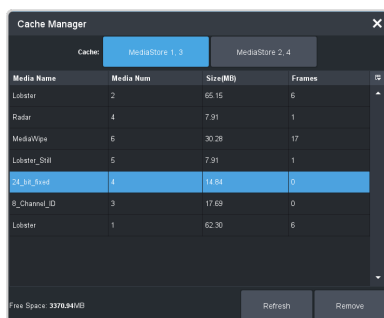 Cache Manager
Cache: MediaStore 1, 3 MediaStore 2, 4
Media Name Media Num Size(MB) Frames
Lobster 2 65.15 6
Radar 4 7.91 1
MediaWipe 6 30.28 17
Lobster_Still 5 7.91 1
24_bit_fixed 4 14.84 0
8_Channel_ID 3 17.69 0
Lobster 1 62.30 6
Free Space: 3370.94MB Refresh Remove